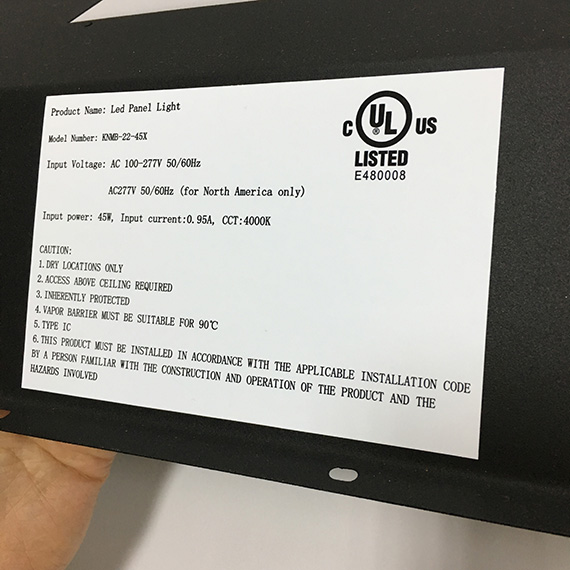 Product Name: Led Panel Light
Model Number: KNMB-22-45X
Input Voltage: AC 100-277V 50/60Hz
AC277V 50/60Hz (for North America only)
Input power: 45W, Input current:0.95A, CCT:4000K
CAUTION:
1. DRY LOCATIONS ONLY
2. ACCESS ABOVE CEILING REQUIRED
3. INHERENTLY PROTECTED
4. VAPOR BARRIER MUST BE SUITABLE FOR 90℃
5. TYPE IC
6. THIS PRODUCT MUST BE INSTALLED IN ACCORDANCE WITH THE APPLICABLE INSTALLATION CODE
BY A PERSON FAMILIAR WITH THE CONSTRUCTION AND OPERATION OF THE PRODUCT AND THE
HAZARDS INVOLVED
C UL ® US
LISTED
E480008